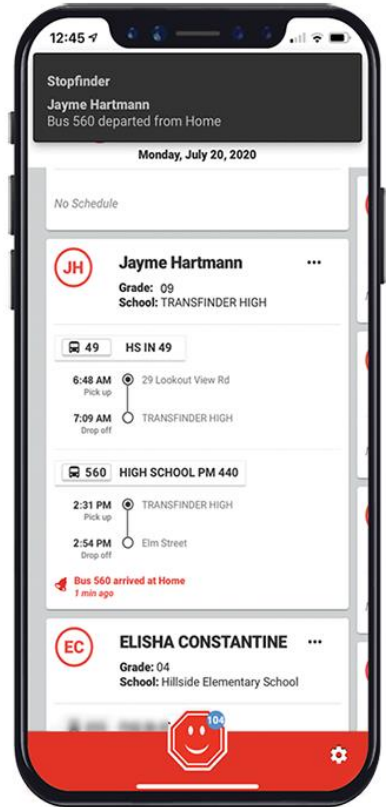 12:45
Stopfinder
Jayme Hartmann
Bus 560 departed from Home
Monday, July 20, 2020
No Schedule
JH
Jayme Hartmann
Grade: 09
School: TRANSFINDER HIGH
49 HS IN 49
6:48 AM 29 Lookout View Rd
Pick up
7:09 AM TRANSFINDER HIGH
Drop off
560 HIGH SCHOOL PM 440
2:31 PM TRANSFINDER HIGH
Pick up
2:54 PM Elm Street
Drop off
Bus 560 arrived at Home
1 min ago
EC
ELISHA CONSTANTINE
Grade: 04
School: Hillside Elementary School
104